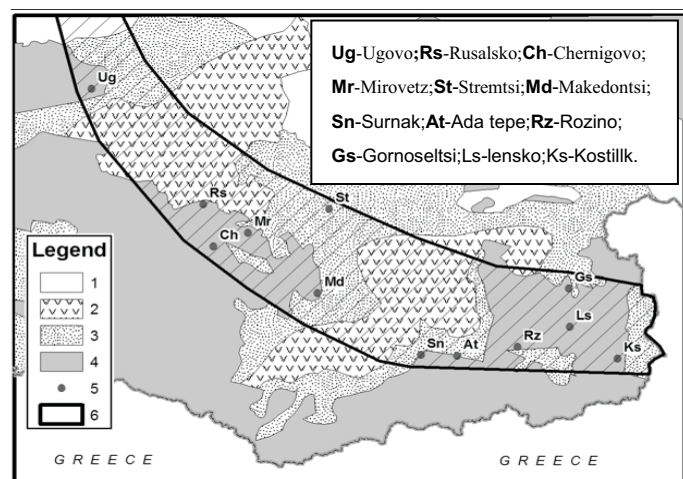 Ug-Ugovo;Rs-Rusalsko;Ch-Chernigovo;
Mr-Mirovetz;St-Stremtsi;Md-Makedontsi;
Sn-Surnak;At-Ada tepe;Rz-Rozino;
Gs-Gornoseltsi;Ls-lensko;Ks-Kostillk.
Ug
Rs
St
Mr
Ch
Md
Gs
Ls
Rz
Sn
At
Ks
Legend
1
2
3
4
5
6
GREECE
GREECE